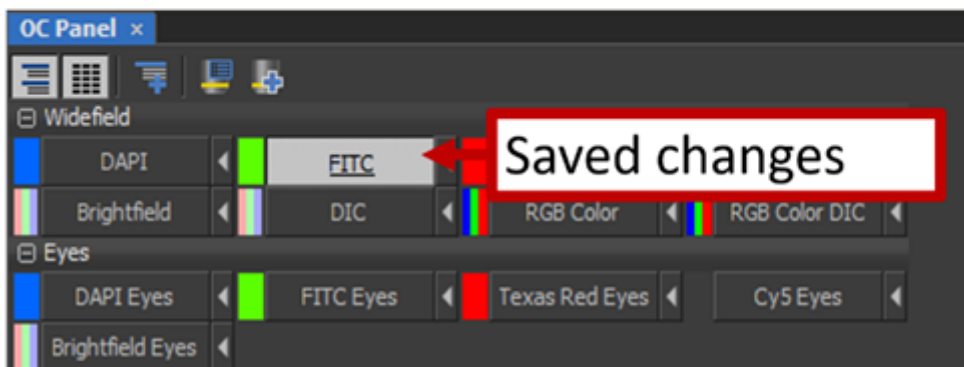 OC Panel ×
Widefield
DAPI FITC Saved changes
Brightfield DIC RGB Color RGB Color DIC
Eyes
DAPI Eyes FITC Eyes Texas Red Eyes Cy5 Eyes
Brightfield Eyes